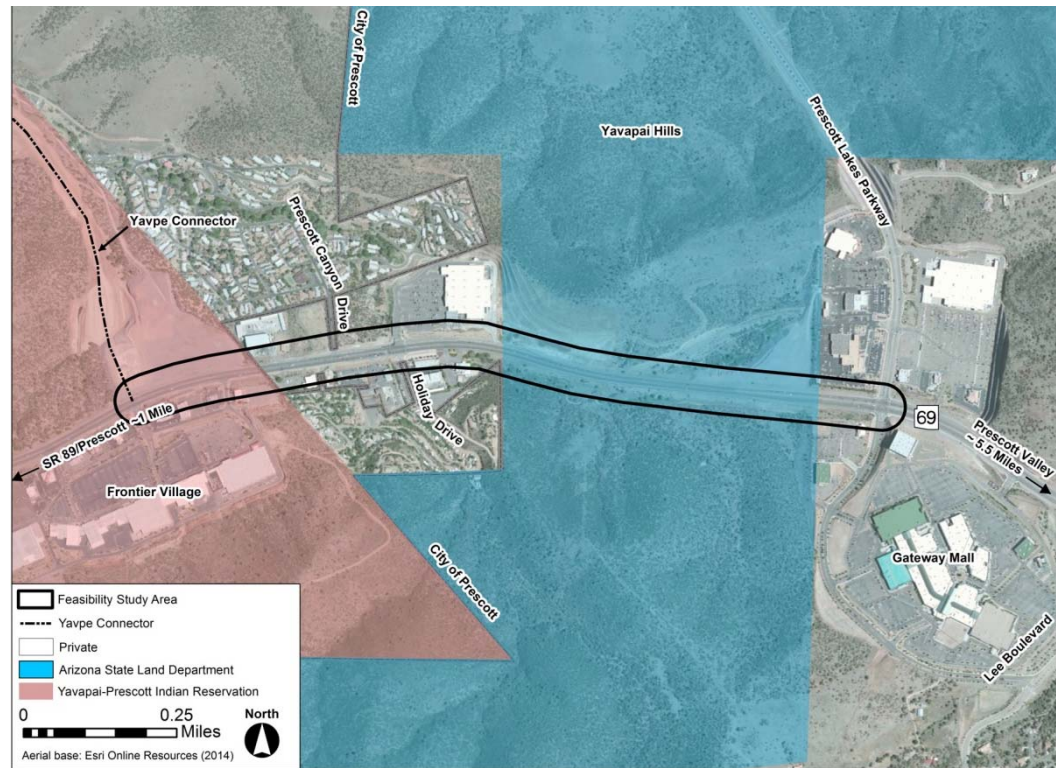 City of Prescott
Yavapai Hills
Prescott Lakes Parkway
Yavpe Connector
Prescott Canyon Drive
Holiday Drive
69
SR 89/Prescott ~1 Mile
Prescott Valley
~ 5.5 Miles
Frontier Village
Gateway Mall
City of Prescott
Lee Boulevard
Feasibility Study Area
Yavpe Connector
Private
Arizona State Land Department
Yavapai-Prescott Indian Reservation
0 0.25
Miles
North
Aerial base: Esri Online Resources (2014)